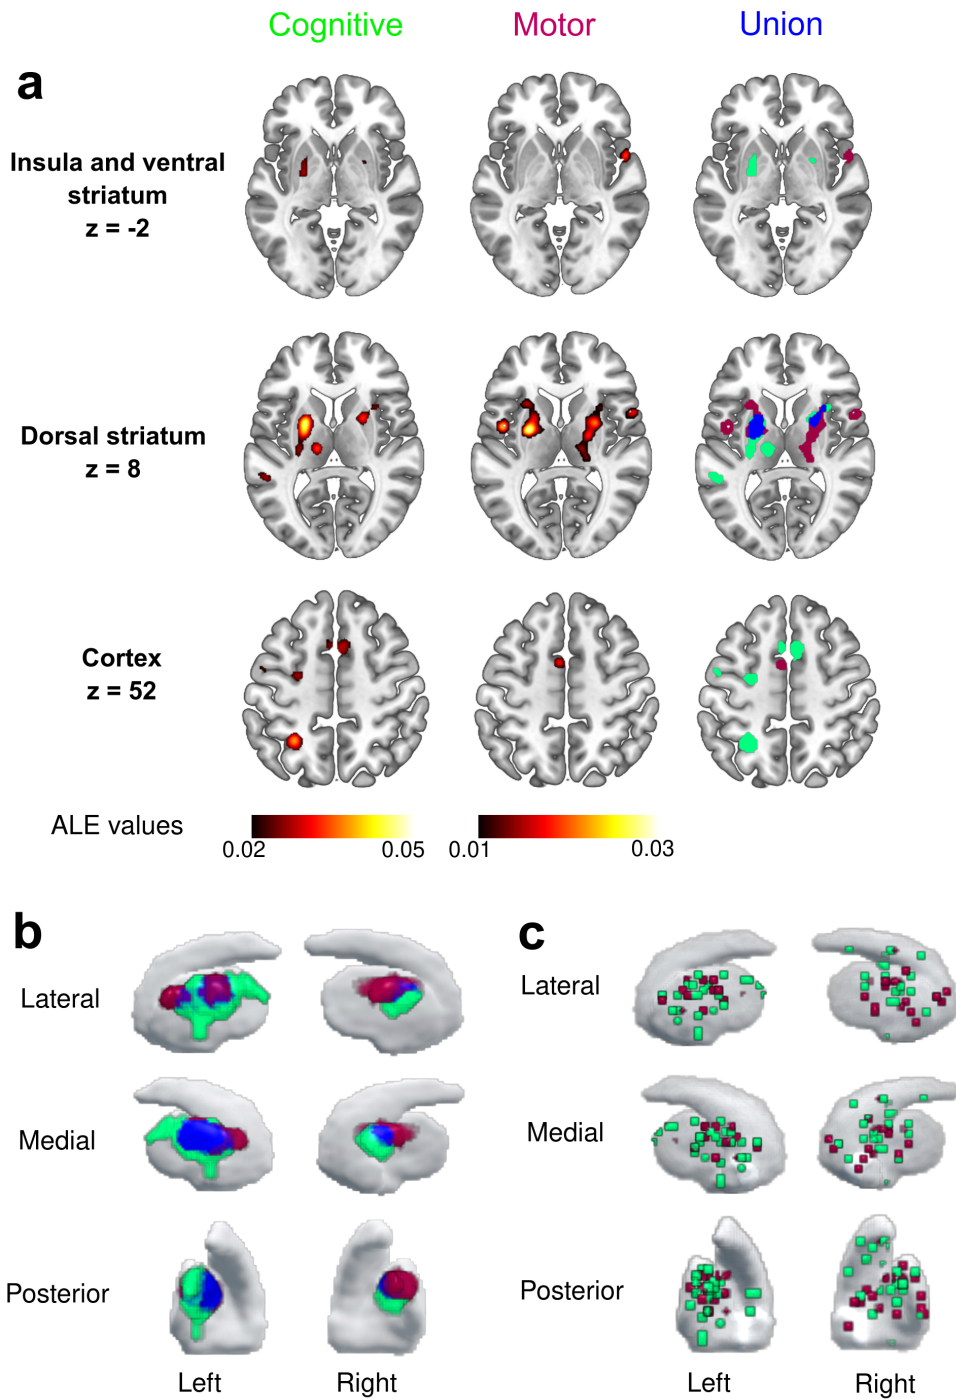 Cognitive Motor Union
a
Insula and ventral
striatum
z = -2
Dorsal striatum
z = 8
Cortex
z = 52
ALE values
0.02 0.05 0.01 0.03
b c
Lateral Lateral
Medial Medial
Posterior Posterior
Left Right Left Right